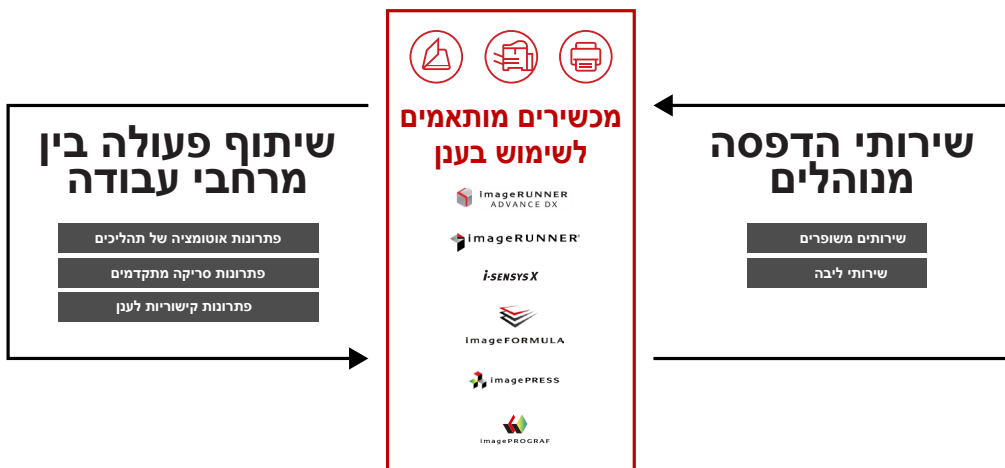 שירותי הדפסה
מנוהלים
שירותים משופרים
שירותי ליבה
מכשירים מותאמים
לשימוש בענן
imageRUNNER
ADVANCE DX
imageRUNNER
i-SENSYS X
imageFORMULA
imagePRESS
imagePROGRAF
שיתוף פעולה בין
מרחבי עבודה
פתרונות אוטומציה של תהליכים
פתרונות סריקה מתקדמים
פתרונות קישוריות לענן